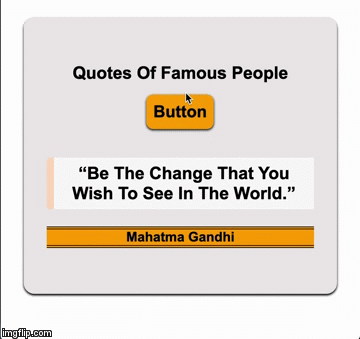 Quotes Of Famous People
Button
“Be The Change That You
Wish To See In The World.”
Mahatma Gandhi
imgflip.com